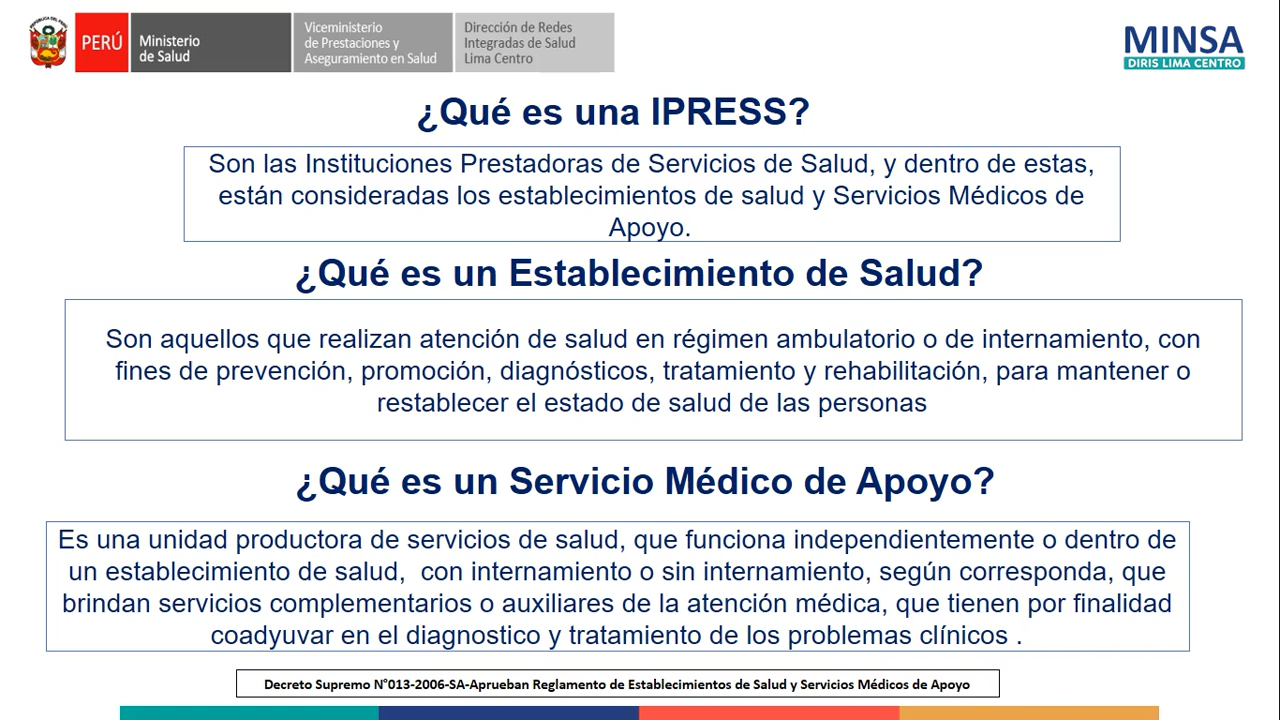 PERÚ
Ministerio
de Salud
Viceministerio
de Prestaciones y
Aseguramiento en Salud
Dirección de Redes
Integradas de Salud
Lima Centro
MINSA
DIRIS LIMA CENTRO
¿Qué es una IPRESS?
Son las Instituciones Prestadoras de Servicios de Salud, y dentro de estas,
están consideradas los establecimientos de salud y Servicios Médicos de
Apoyo.
¿Qué es un Establecimiento de Salud?
Son aquellos que realizan atención de salud en régimen ambulatorio o de internamiento, con
fines de prevención, promoción, diagnósticos, tratamiento y rehabilitación, para mantener o
restablecer el estado de salud de las personas
¿Qué es un Servicio Médico de Apoyo?
Es una unidad productora de servicios de salud, que funciona independientemente o dentro de
un establecimiento de salud,  con internamiento o sin internamiento, según corresponda, que
brindan servicios complementarios o auxiliares de la atención médica, que tienen por finalidad
coadyuvar en el diagnostico y tratamiento de los problemas clínicos .
Decreto Supremo N°013-2006-SA-Aprueban Reglamento de Establecimientos de Salud y Servicios Médicos de Apoyo